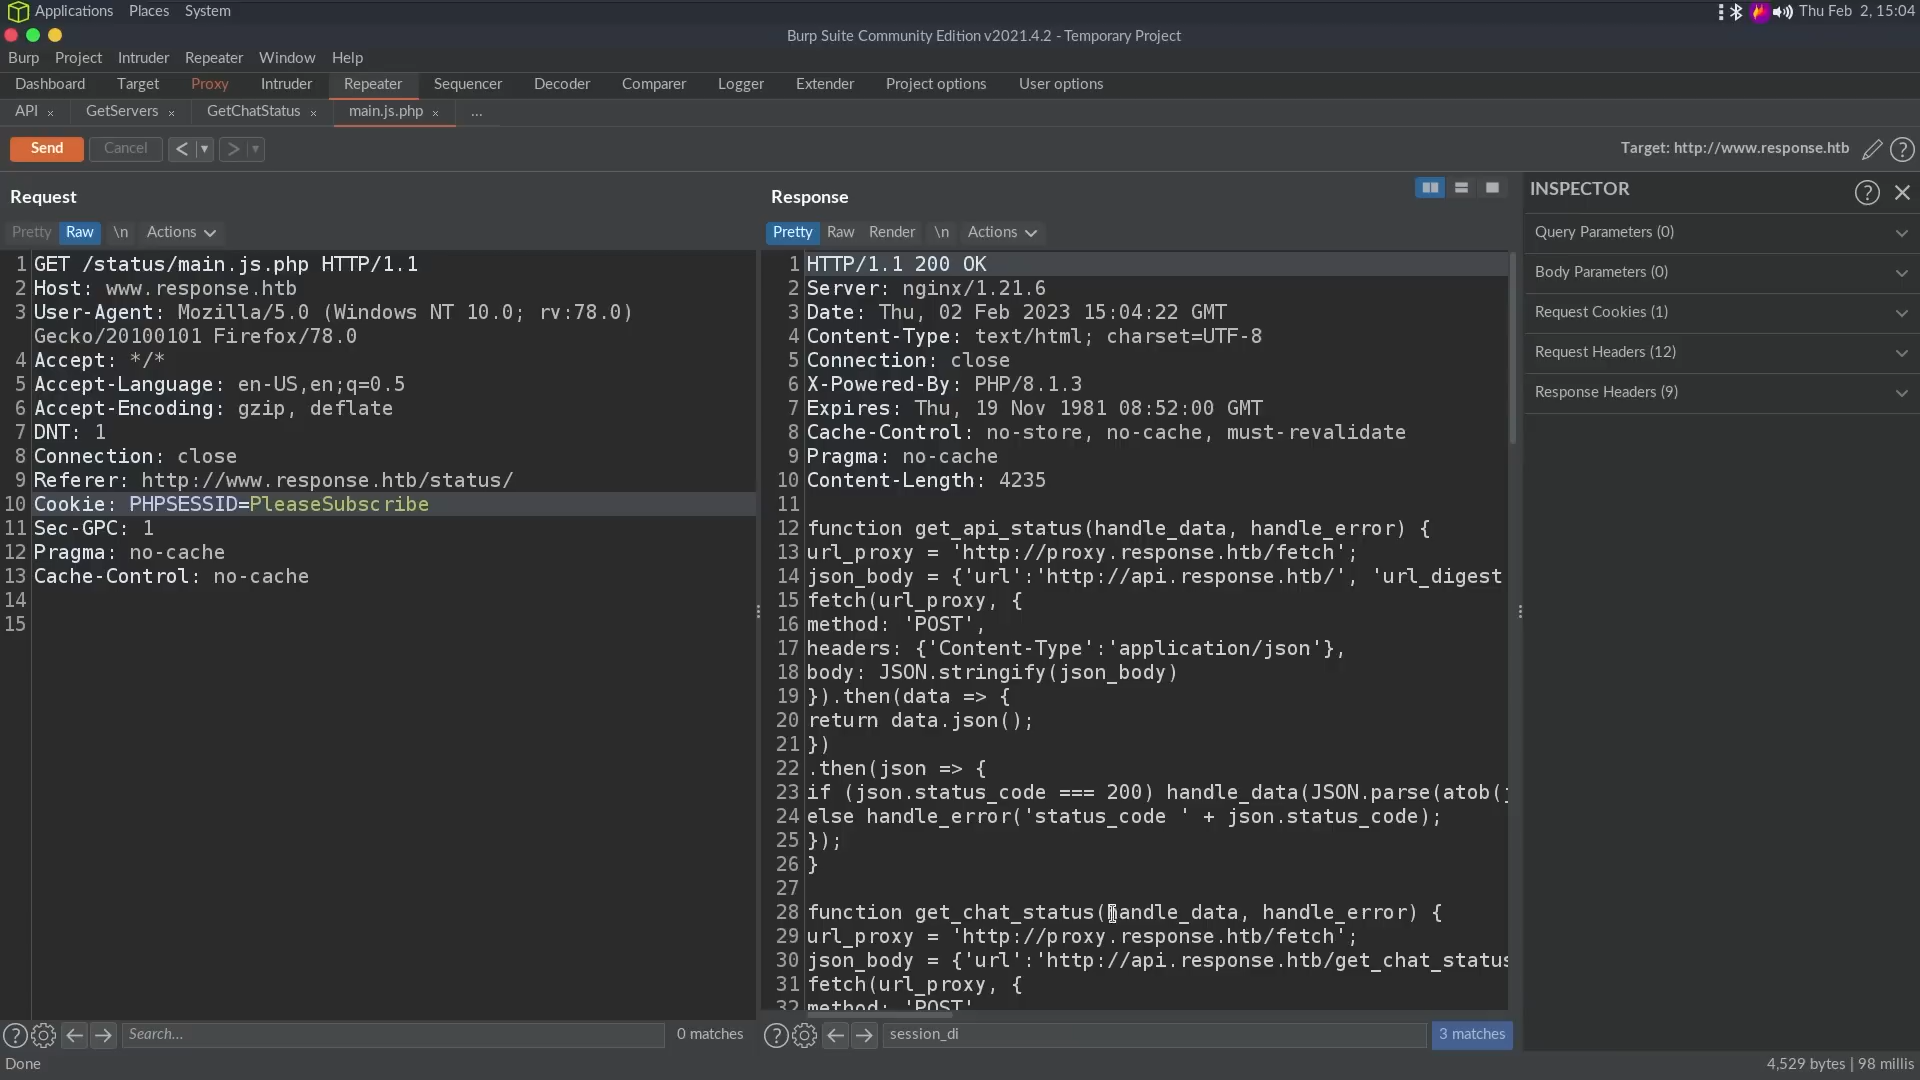 Applications Places System
Thu Feb 2, 15:04
Burp Suite Community Edition v2021.4.2 - Temporary Project
Burp Project Intruder Repeater Window Help
Dashboard Target Proxy Intruder Repeater Sequencer Decoder Comparer Logger Extender Project options User options
API × GetServers × GetChatStatus × main.js.php × ...
Send Cancel < >
Target: http://www.response.htb
Request
Pretty Raw \n Actions
1 GET /status/main.js.php HTTP/1.1
2 Host: www.response.htb
3 User-Agent: Mozilla/5.0 (Windows NT 10.0; rv:78.0)
Gecko/20100101 Firefox/78.0
4 Accept: */*
5 Accept-Language: en-US,en;q=0.5
6 Accept-Encoding: gzip, deflate
7 DNT: 1
8 Connection: close
9 Referer: http://www.response.htb/status/
10 Cookie: PHPSESSID=PleaseSubscribe
11 Sec-GPC: 1
12 Pragma: no-cache
13 Cache-Control: no-cache
14
15
Search... 0 matches
Response
Pretty Raw Render \n Actions
1 HTTP/1.1 200 OK
2 Server: nginx/1.21.6
3 Date: Thu, 02 Feb 2023 15:04:22 GMT
4 Content-Type: text/html; charset=UTF-8
5 Connection: close
6 X-Powered-By: PHP/8.1.3
7 Expires: Thu, 19 Nov 1981 08:52:00 GMT
8 Cache-Control: no-store, no-cache, must-revalidate
9 Pragma: no-cache
10 Content-Length: 4235
11
12 function get_api_status(handle_data, handle_error) {
13 url_proxy = 'http://proxy.response.htb/fetch';
14 json_body = {'url':'http://api.response.htb/', 'url_digest
15 fetch(url_proxy, {
16 method: 'POST',
17 headers: {'Content-Type':'application/json'},
18 body: JSON.stringify(json_body)
19 }).then(data => {
20 return data.json();
21 })
22 .then(json => {
23 if (json.status_code === 200) handle_data(JSON.parse(atob(j
24 else handle_error('status_code ' + json.status_code);
25 });
26 }
27
28 function get_chat_status(handle_data, handle_error) {
29 url_proxy = 'http://proxy.response.htb/fetch';
30 json_body = {'url':'http://api.response.htb/get_chat_status
31 fetch(url_proxy, {
32 method: 'POST'
session_di 3 matches
INSPECTOR
Query Parameters (0)
Body Parameters (0)
Request Cookies (1)
Request Headers (12)
Response Headers (9)
Done
4,529 bytes | 98 millis